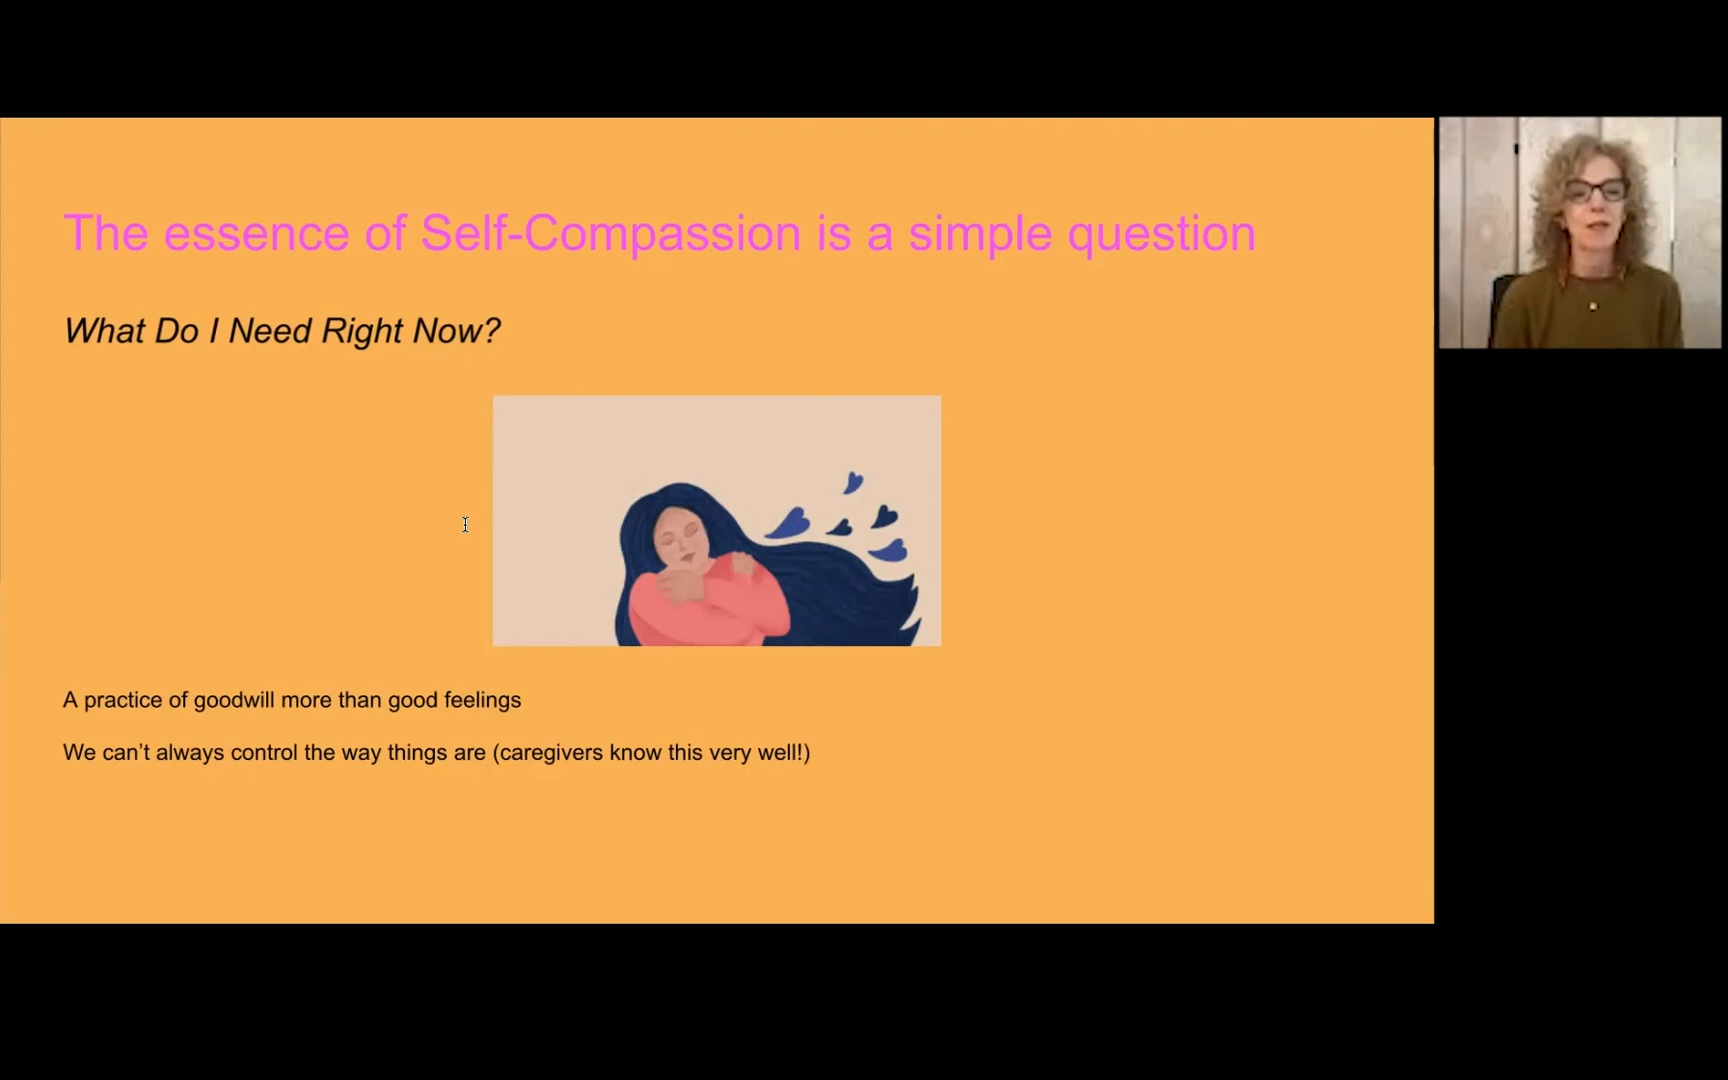 The essence of Self-Compassion is a simple question
What Do I Need Right Now?
A practice of goodwill more than good feelings
We can’t always control the way things are (caregivers know this very well!)